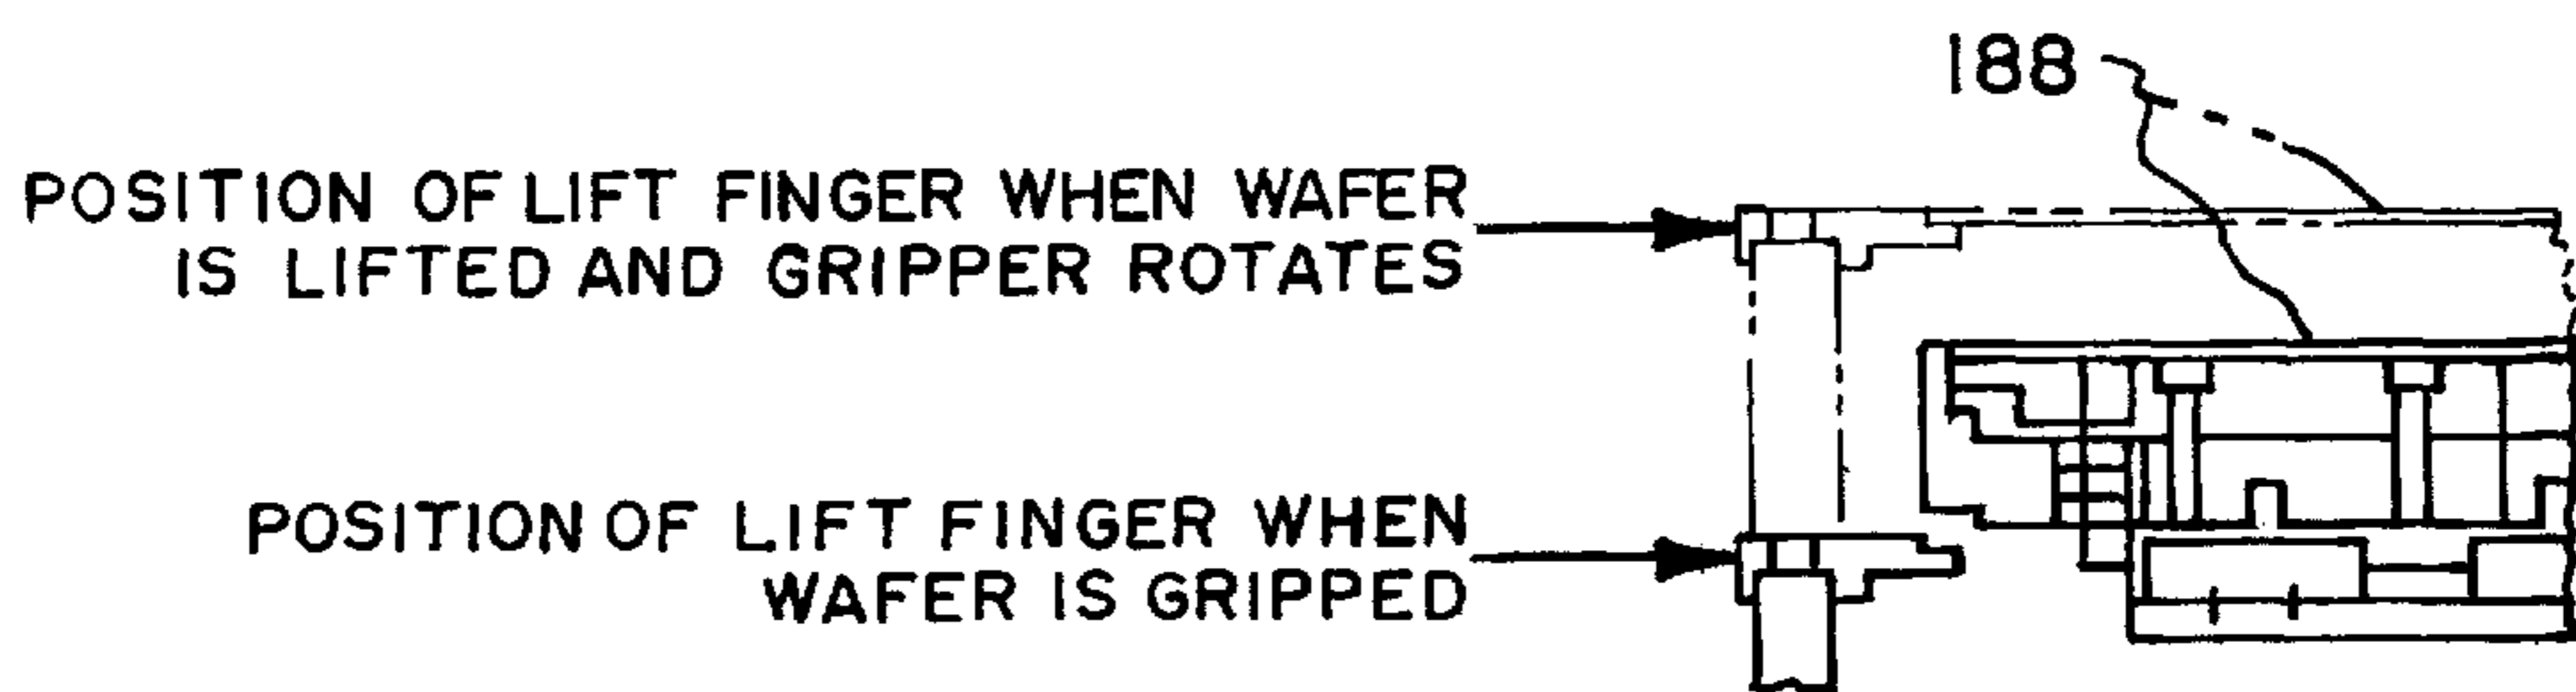 188
POSITION OF LIFT FINGER WHEN WAFER
IS LIFTED AND GRIPPER ROTATES
POSITION OF LIFT FINGER WHEN
WAFER IS GRIPPED